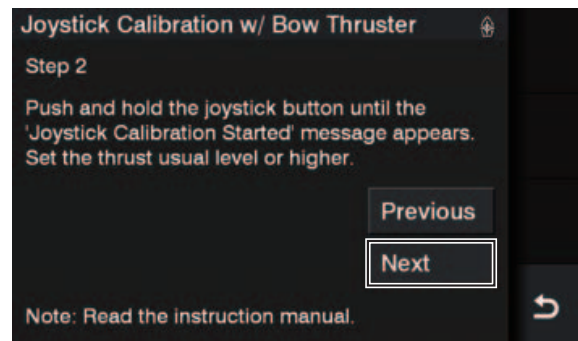 Joystick Calibration w/ Bow Thruster
Step 2
Push and hold the joystick button until the
'Joystick Calibration Started' message appears.
Set the thrust usual level or higher.
Previous
Next
Note: Read the instruction manual.